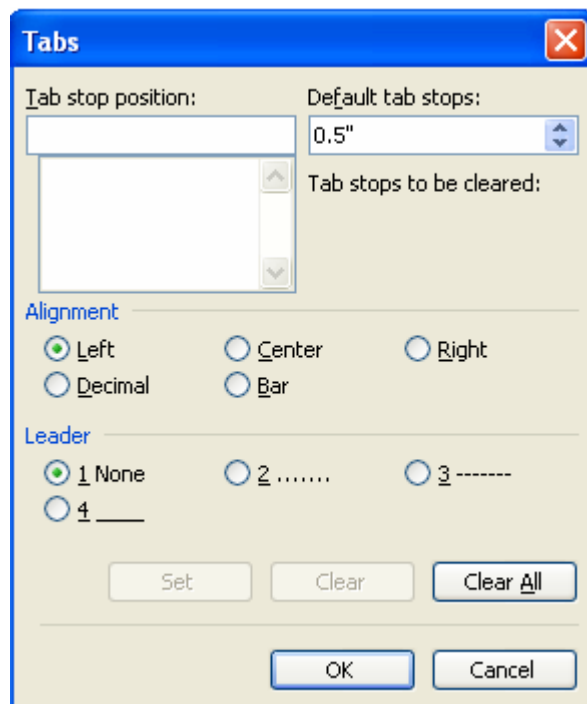 Tabs
Tab stop position: Default tab stops:
0.5"
Tab stops to be cleared:
Alignment
Left Center Right
Decimal Bar
Leader
1 None 2 ....... 3 -------
4 ____
Set Clear Clear All
OK Cancel